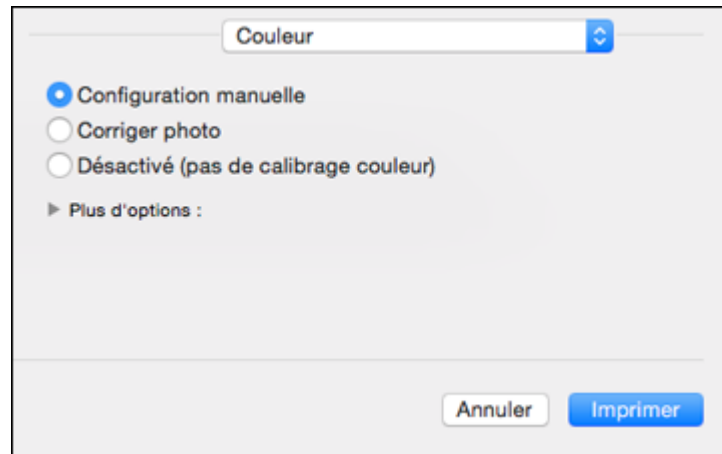 Couleur
Configuration manuelle
Corriger photo
Désactivé (pas de calibrage couleur)
Plus d'options :
Annuler
Imprimer